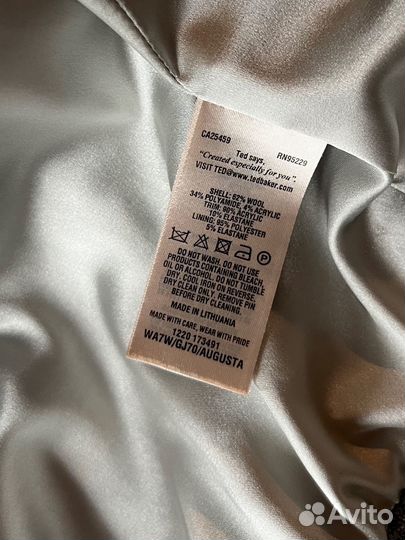 CA25459 RN95229
Ted says,
"Created especially for you".
VISIT TED@www.tedbaker.com
SHELL: 62% WOOL
34% POLYAMIDE, 4% ACRYLIC
TRIM: 90% ACRYLIC
10% ELASTANE
LINING: 95% POLYESTER
5% ELASTANE
DO NOT WASH. DO NOT USE
PRODUCTS CONTAINING BLEACH,
OIL OR ALCOHOL. DO NOT TUMBLE
DRY. COOL IRON ON REVERSE.
DRY CLEAN ONLY. REMOVE PIN
BEFORE DRY CLEANING.
MADE IN LITHUANIA
MADE WITH CARE, WEAR WITH PRIDE
1220 173491
WA7W/GJ70/AUGUSTA
Avito